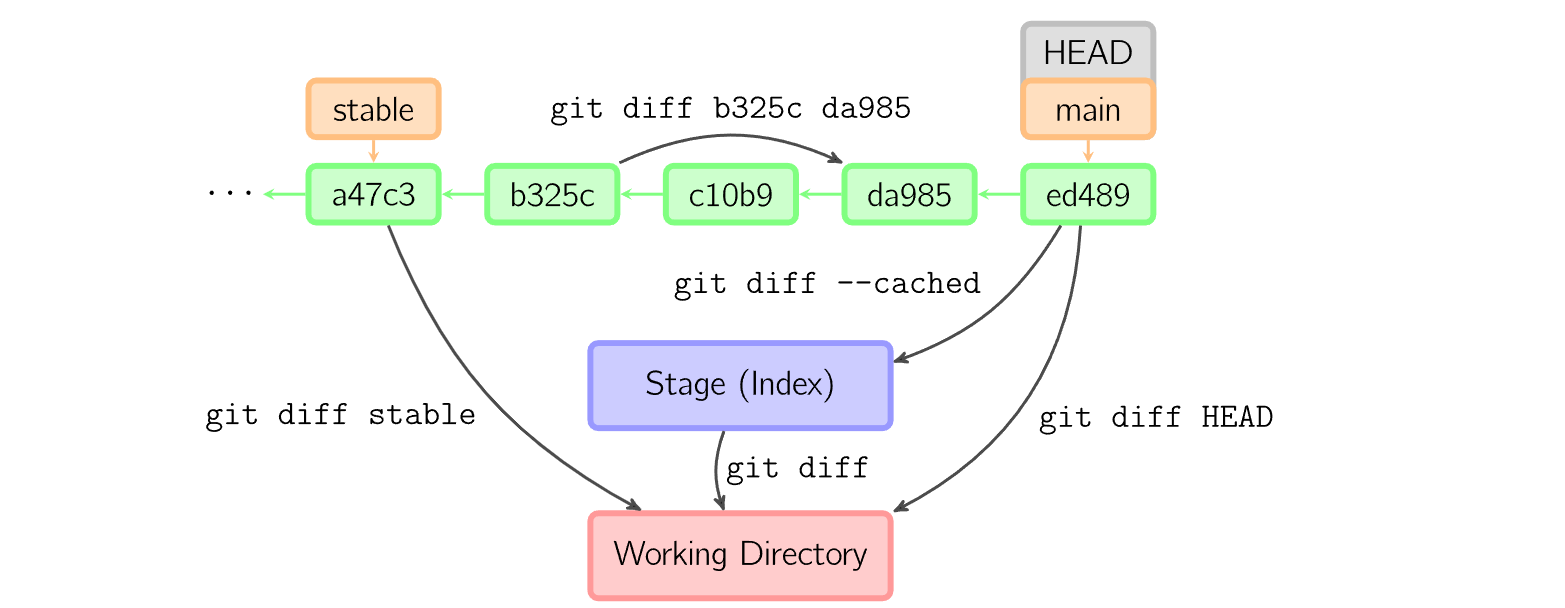 HEAD
stable
main
git diff b325c da985
...
a47c3
b325c
c10b9
da985
ed489
git diff --cached
Stage (Index)
git diff stable
git diff HEAD
git diff
Working Directory